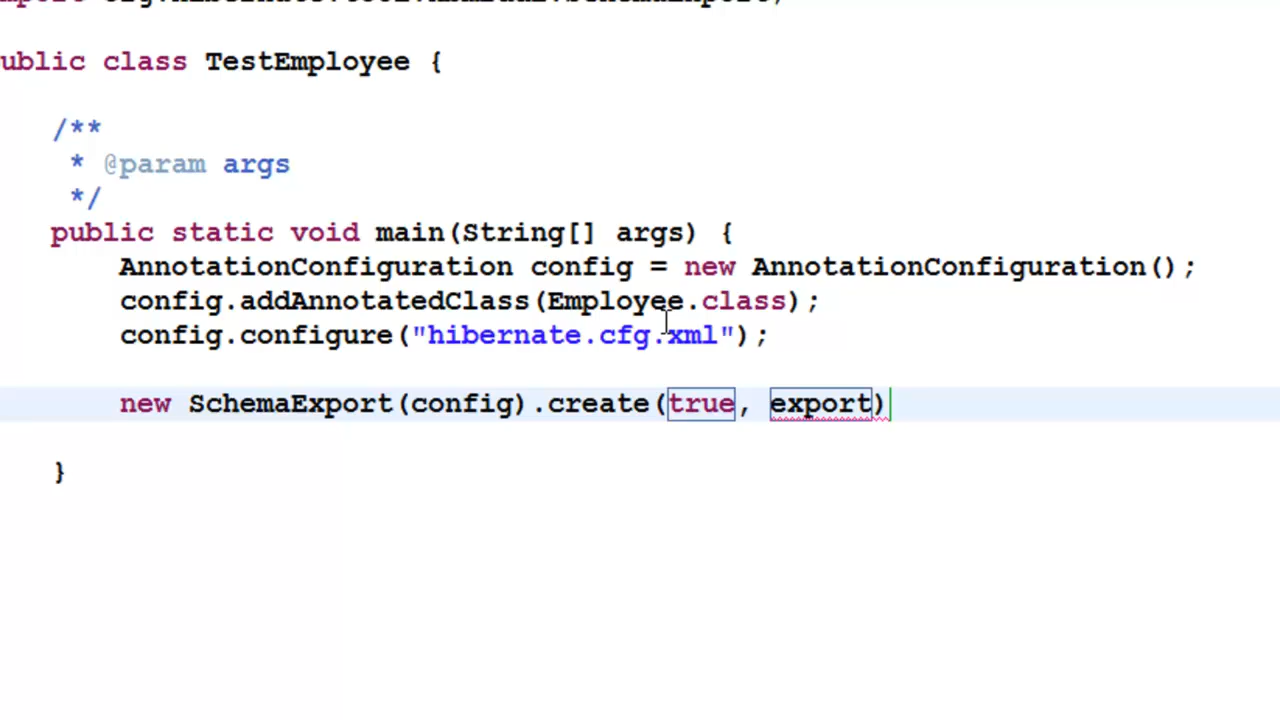 public class TestEmployee {
/**
* @param args
*/
public static void main(String[] args) {
AnnotationConfiguration config = new AnnotationConfiguration();
config.addAnnotatedClass(Employee.class);
config.configure("hibernate.cfg.xml");
new SchemaExport(config).create(true, export)
}